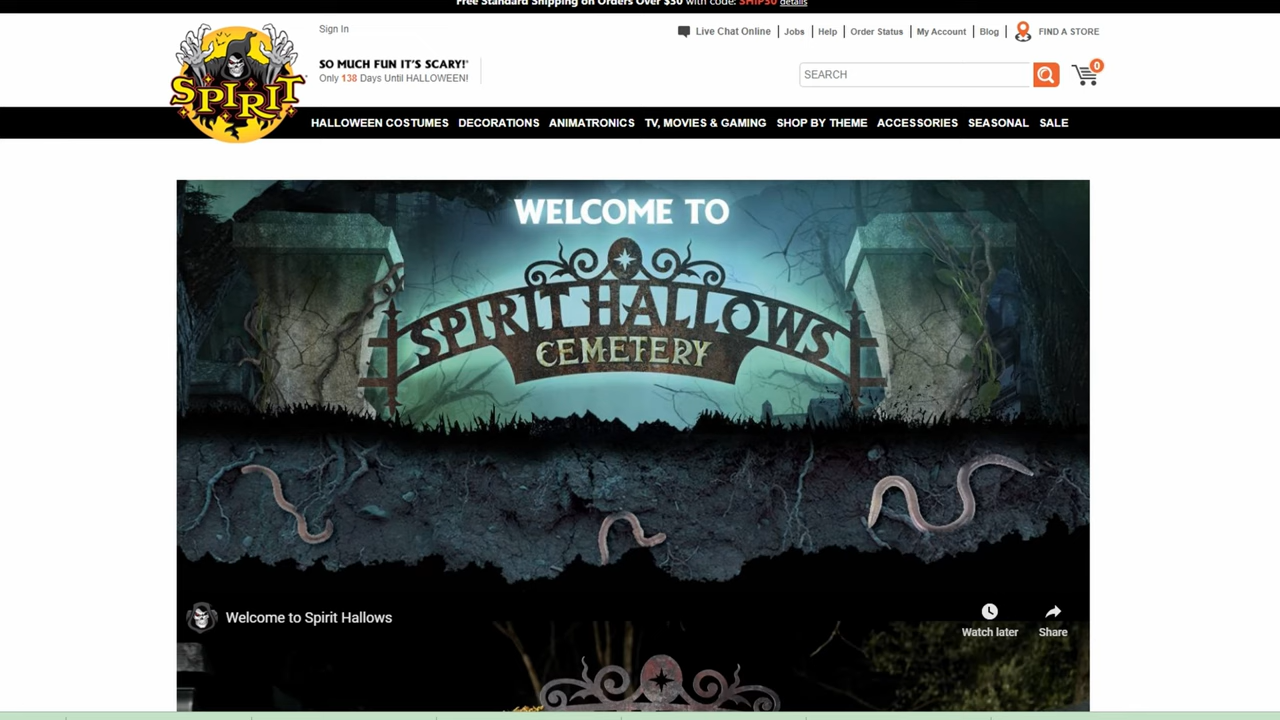 Free Standard Shipping on Orders Over $30 with code: SHIP30 details
Sign In
Live Chat Online
Jobs
Help
Order Status
My Account
Blog
FIND A STORE
SO MUCH FUN IT'S SCARY!
Only 138 Days Until HALLOWEEN!
SEARCH
0
SPIRIT
HALLOWEEN COSTUMES
DECORATIONS
ANIMATRONICS
TV, MOVIES & GAMING
SHOP BY THEME
ACCESSORIES
SEASONAL
SALE
WELCOME TO
SPIRIT HALLOWS
CEMETERY
Welcome to Spirit Hallows
Watch later
Share